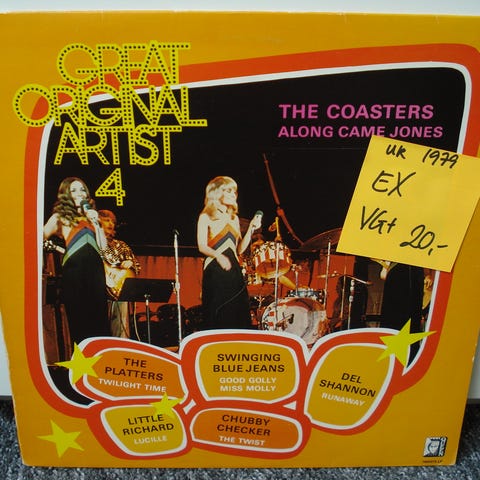 GREAT
ORIGINAL
ARTIST
4
THE COASTERS
ALONG CAME JONES
UK 1979
EX
VG+ 20,-
THE
PLATTERS
TWILIGHT TIME
SWINGING
BLUE JEANS
GOOD GOLLY
MISS MOLLY
DEL
SHANNON
RUNAWAY
LITTLE
RICHARD
LUCILLE
CHUBBY
CHECKER
THE TWIST